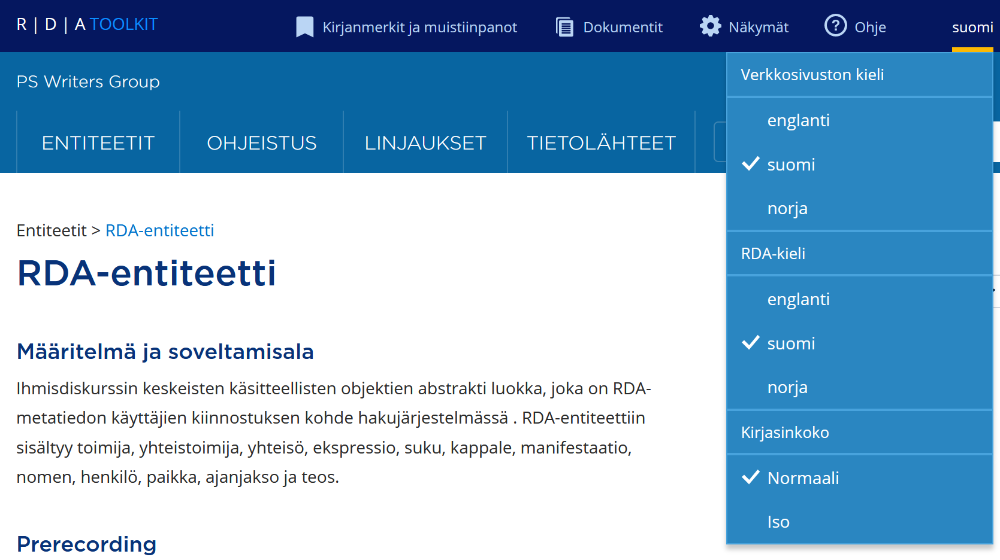 R | D | A TOOLKIT
Kirjanmerkit ja muistiinpanot
Dokumentit
Näkymät
Ohje
suomi
PS Writers Group
ENTITEETIT
OHJEISTUS
LINJAUKSET
TIETOLÄHTEET
Verkkosivuston kieli
englanti
suomi
norja
RDA-kieli
englanti
suomi
norja
Kirjasinkoko
Normaali
Iso
Entiteetit > RDA-entiteetti
RDA-entiteetti
Määritelmä ja soveltamisala
Ihmisdiskurssin keskeisten käsitteellisten objektien abstrakti luokka, joka on RDA-
metatiedon käyttäjien kiinnostuksen kohde hakujärjestelmässä . RDA-entiteettiin
sisältyy toimija, yhteistoimija, yhteisö, ekspressio, suku, kappale, manifestaatio,
nomen, henkilö, paikka, ajanjakso ja teos.
Prerecording